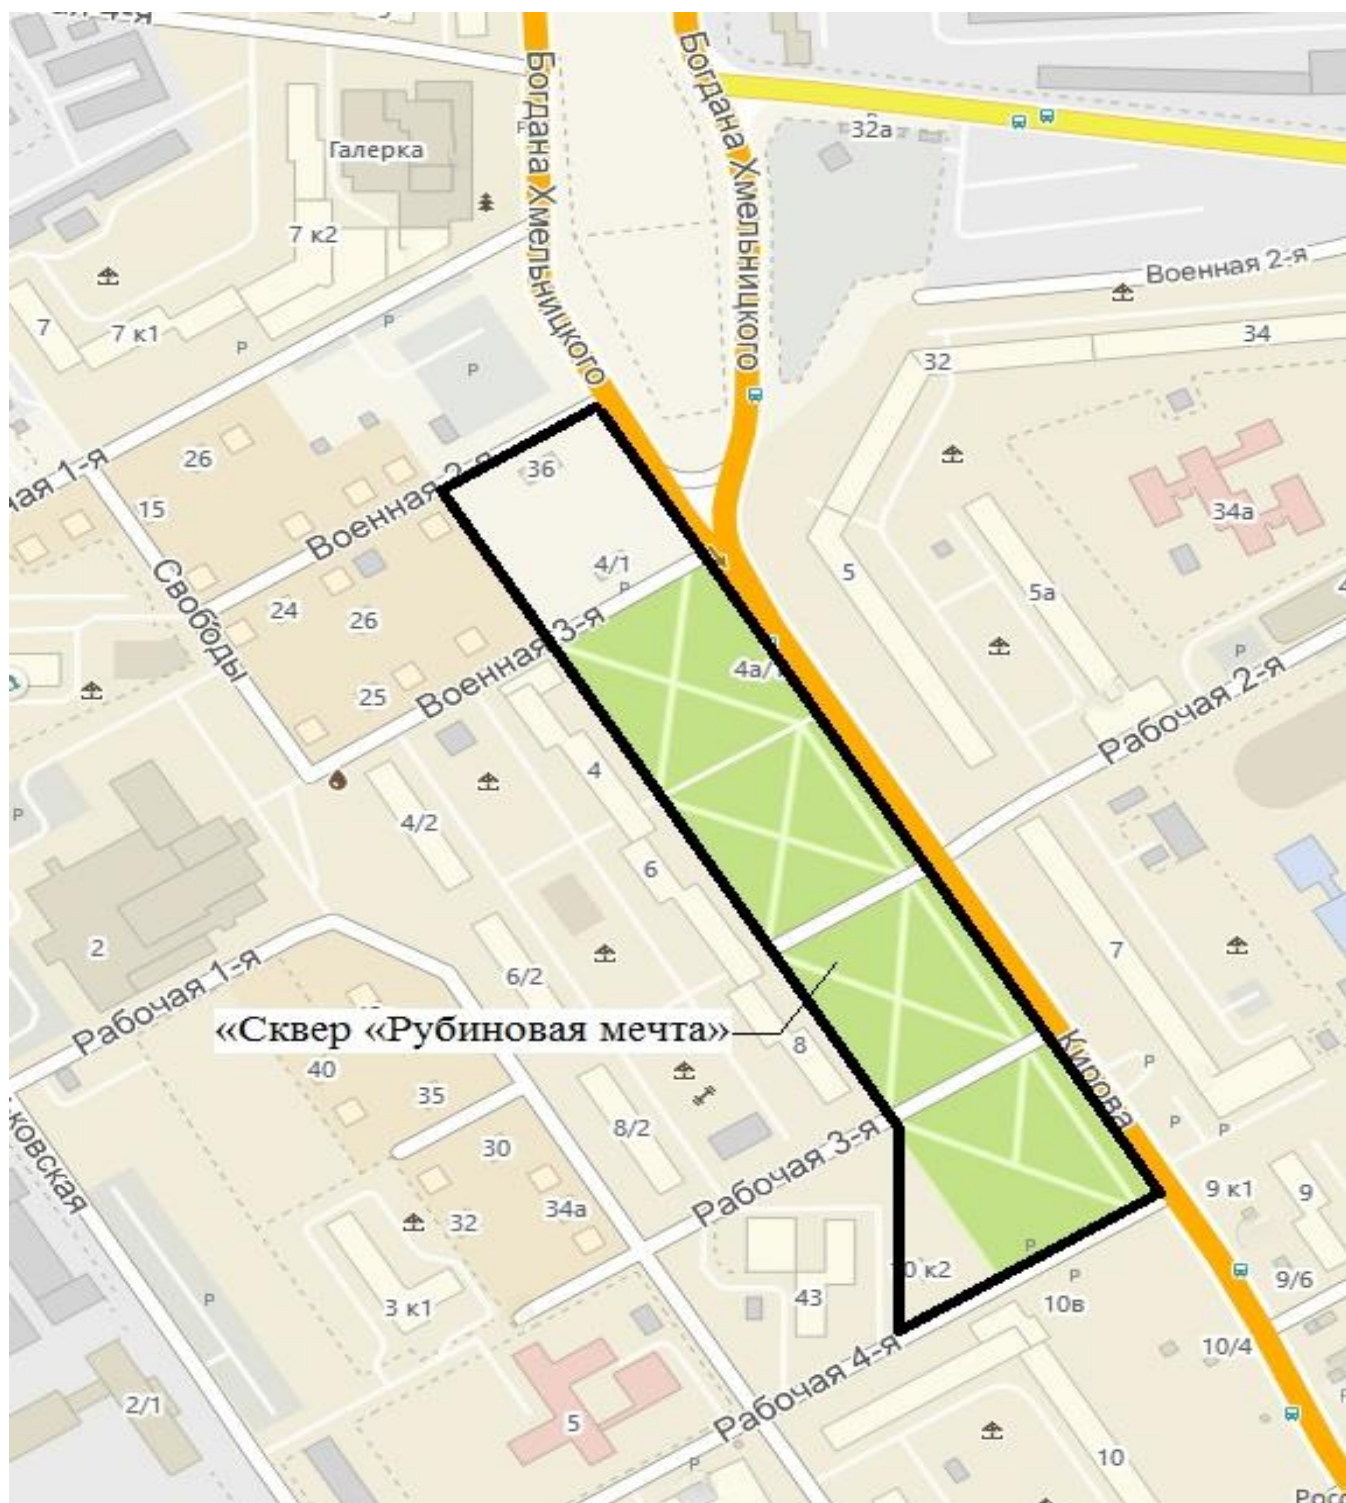 Богдана Хмельницкого
Богдана Хмельницкого
32а
Галерка
7 к2
Военная 2-я
7
7 к1
Р
Р
34
32
Р
26
36
Военная 2-я
ная 1-я
15
34а
4/1
Р
5
5а
Свободы
24
26
Военная 3-я
Р
4а/1
25
Рабочая 2-я
4
Р
4/2
6
2
7
6/2
Рабочая 1-я
«Сквер «Рубиновая мечта»
8
Кирова
40
Р
35
ковская
8/2
Р
Р
30
Рабочая 3-я
9 к1
9
32
34а
Р
10 к2
Р
9/6
Р
43
10в
3 к1
10/4
Рабочая 4-я
2/1
5
10
Р
Росс